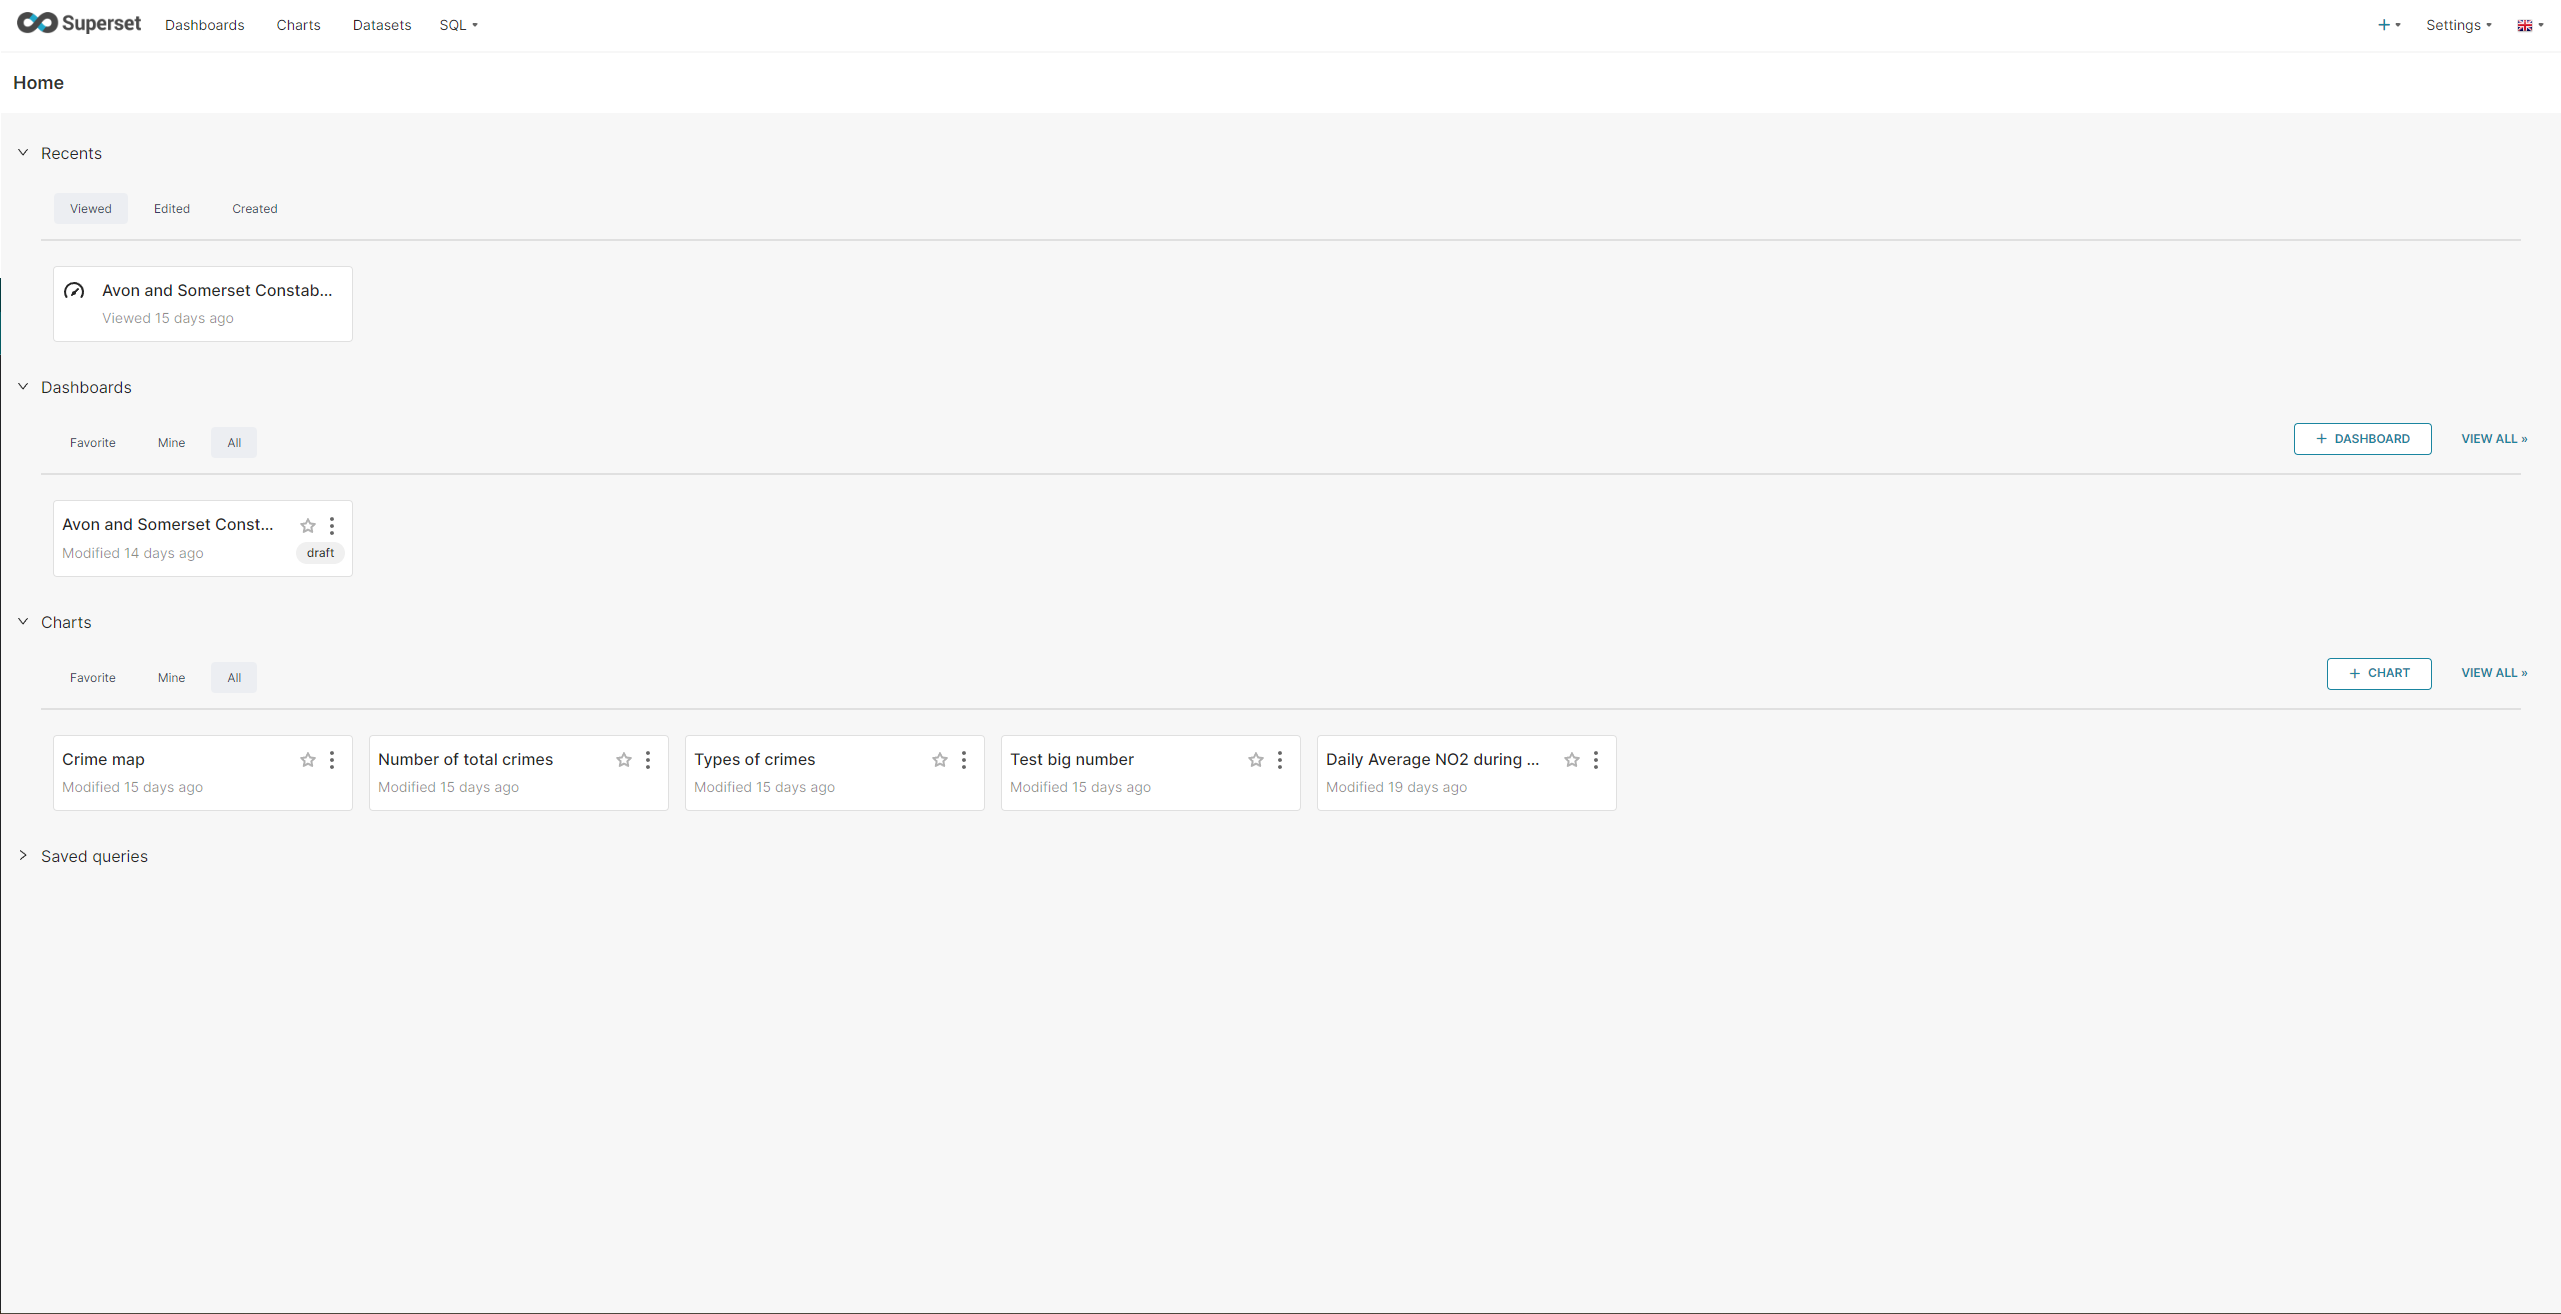 Superset Dashboards Charts Datasets SQL Settings
Home
Recents
Viewed Edited Created
Avon and Somerset Constab...
Viewed 15 days ago
Dashboards
Favorite Mine All + DASHBOARD VIEW ALL »
Avon and Somerset Const...
Modified 14 days ago draft
Charts
Favorite Mine All + CHART VIEW ALL »
Crime map Number of total crimes Types of crimes Test big number Daily Average NO2 during ...
Modified 15 days ago Modified 15 days ago Modified 15 days ago Modified 15 days ago Modified 19 days ago
Saved queries